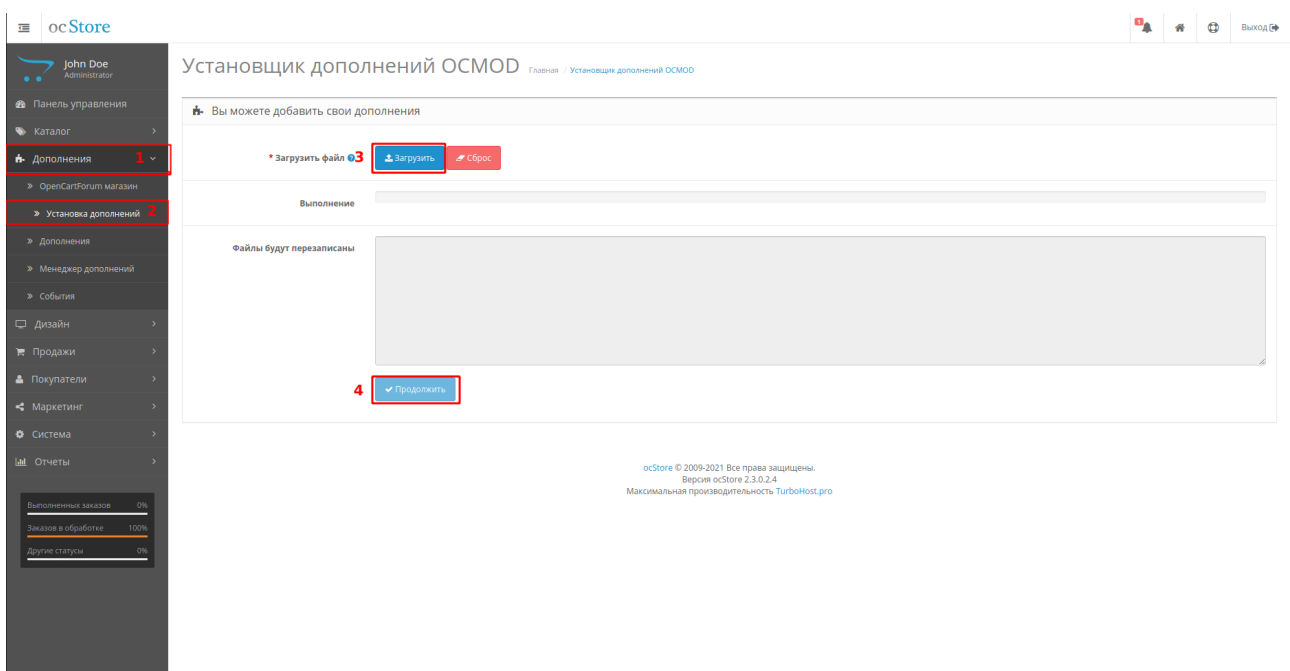 ocStore
1
Выход
John Doe
Administrator
Панель управления
Каталог
Дополнения 1
OpenCartForum магазин
Установка дополнений 2
Дополнения
Менеджер дополнений
События
Дизайн
Продажи
Покупатели
Маркетинг
Система
Отчеты
Выполненных заказов 0%
Заказов в обработке 100%
Другие статусы 0%
Установщик дополнений OCMOD Главная / Установщик дополнений OCMOD
Вы можете добавить свои дополнения
* Загрузить файл 3 Загрузить Сброс
Выполнение
Файлы будут перезаписаны
4 Продолжить
ocStore © 2009-2021 Все права защищены.
Версия ocStore 2.3.0.2.4
Максимальная производительность TurboHost.pro